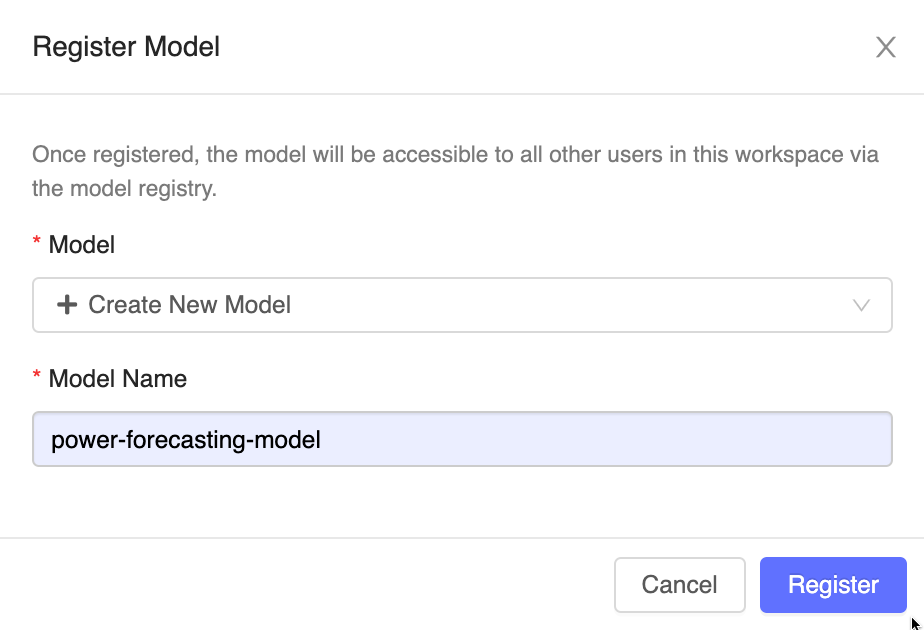 Register Model
Once registered, the model will be accessible to all other users in this workspace via
the model registry.
* Model
Create New Model
* Model Name
power-forecasting-model
Cancel
Register